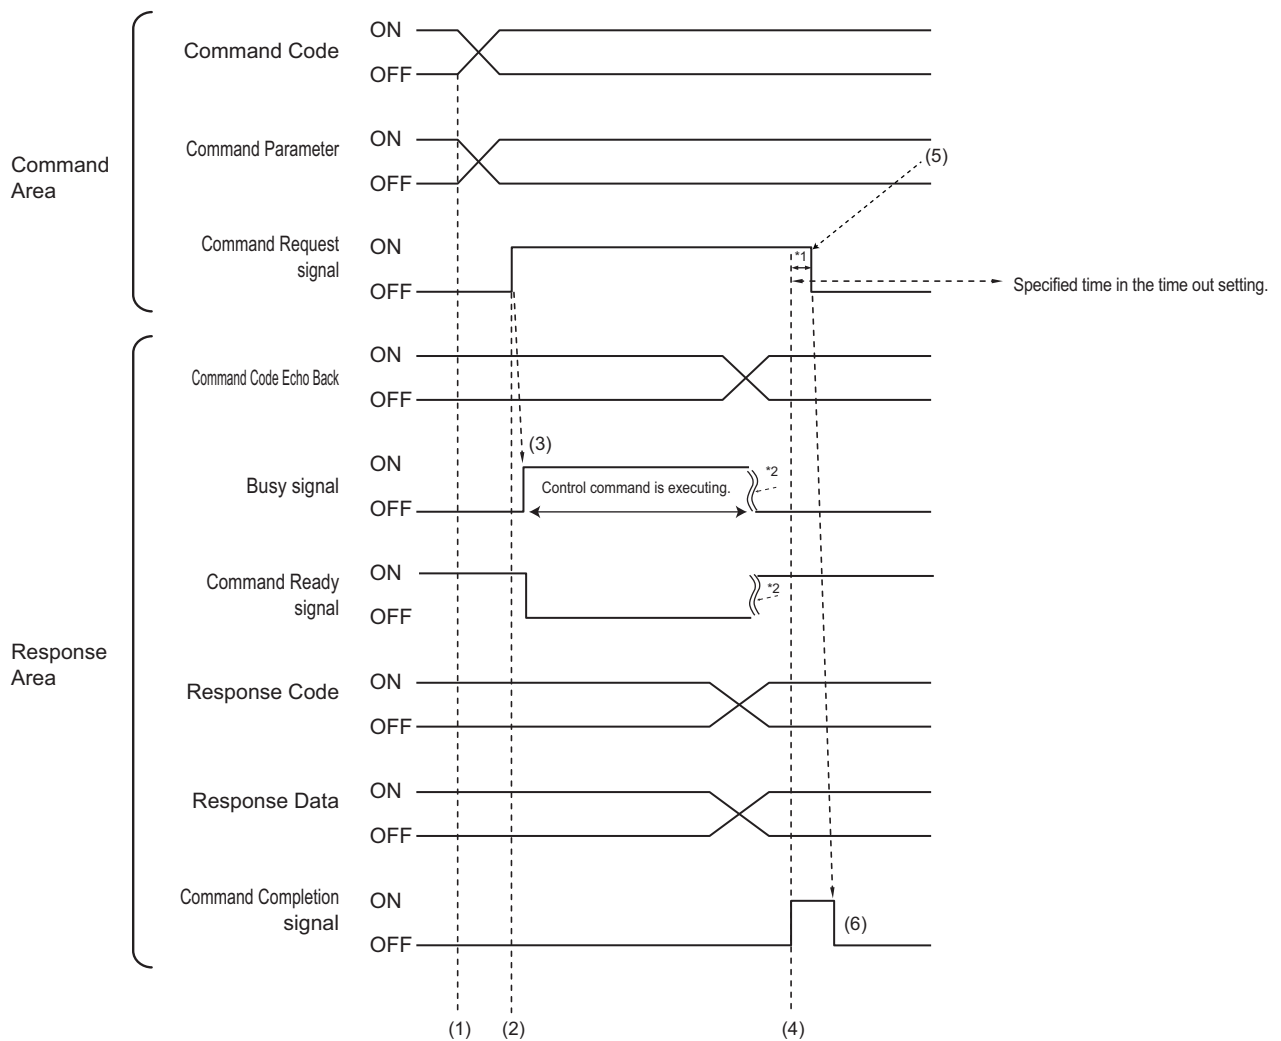 Command Area
Command Code
ON
OFF
Command Parameter
ON
OFF
(5)
Command Request
signal
ON
OFF
*1
Specified time in the time out setting.
Response
Area
Command Code Echo Back
ON
OFF
Busy signal
ON
OFF
(3)
Control command is executing.
*2
Command Ready
signal
ON
OFF
*2
Response Code
ON
OFF
Response Data
ON
OFF
Command Completion
signal
ON
OFF
(6)
(1)
(2)
(4)